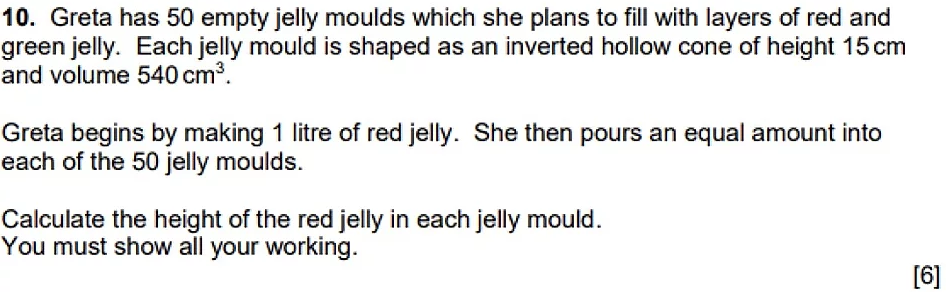 10. Greta has 50 empty jelly moulds which she plans to fill with layers of red and
green jelly. Each jelly mould is shaped as an inverted hollow cone of height 15 cm
and volume 540 cm³.
Greta begins by making 1 litre of red jelly. She then pours an equal amount into
each of the 50 jelly moulds.
Calculate the height of the red jelly in each jelly mould.
You must show all your working.
[6]